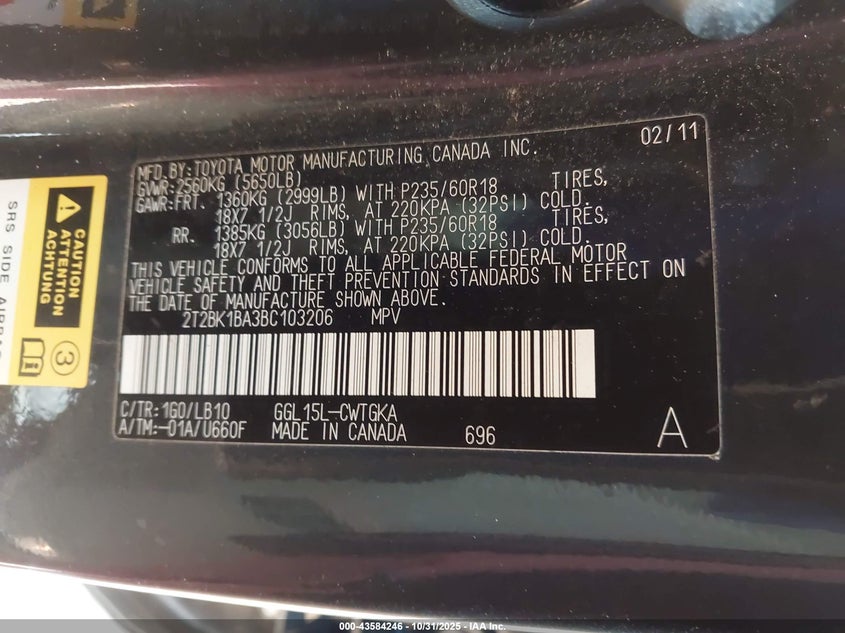 02/11
MFD.BY:TOYOTA MOTOR MANUFACTURING CANADA INC.
GVWR:2560KG (5650LB)
GAWR:FRT. 1360KG (2999LB) WITH P235/60R18 TIRES,
18X7 1/2J RIMS, AT 220KPA (32PSI) COLD.
RR. 1385KG (3056LB) WITH P235/60R18 TIRES,
18X7 1/2J RIMS, AT 220KPA (32PSI) COLD.
THIS VEHICLE CONFORMS TO ALL APPLICABLE FEDERAL MOTOR
VEHICLE SAFETY AND THEFT PREVENTION STANDARDS IN EFFECT ON
THE DATE OF MANUFACTURE SHOWN ABOVE.
2T2BK1BA3BC103206 MPV
C/TR:1G0/LB10 GGL15L-CWTGKA
A/TM:-01A/U660F MADE IN CANADA 696 A
CAUTION
ATTENTION
ACHTUNG
3
SRS SIDE AIRBAG
000-43584246 - 10/31/2025 - IAA Inc.